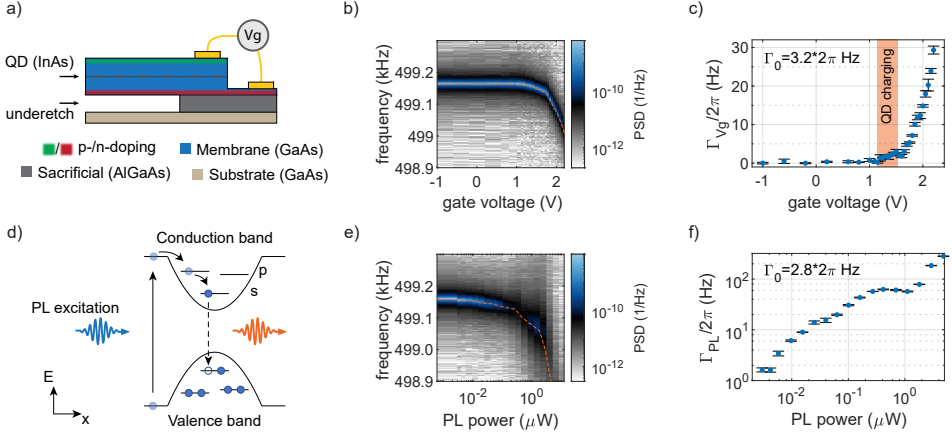 a)
Vg
QD (InAs)
underetch
/ p-/n-doping
Membrane (GaAs)
Sacrificial (AlGaAs)
Substrate (GaAs)
b)
frequency (kHz)
499.2
499.1
499
498.9
-1 0 1 2
gate voltage (V)
10⁻¹⁰
10⁻¹²
PSD (1/Hz)
c)
Γ_Vg/2π (Hz)
30
20
10
0
Γ₀=3.2*2π Hz
QD charging
-1 0 1 2
gate voltage (V)
d)
Conduction band
p
s
PL excitation
E
x
Valence band
e)
frequency (kHz)
499.2
499.1
499.0
498.9
10⁻² 10⁰
PL power (μW)
10⁻¹⁰
10⁻¹²
PSD (1/Hz)
f)
Γ_PL/2π (Hz)
10²
10¹
10⁰
Γ₀=2.8*2π Hz
10⁻² 10⁻¹ 10⁰
PL power (μW)